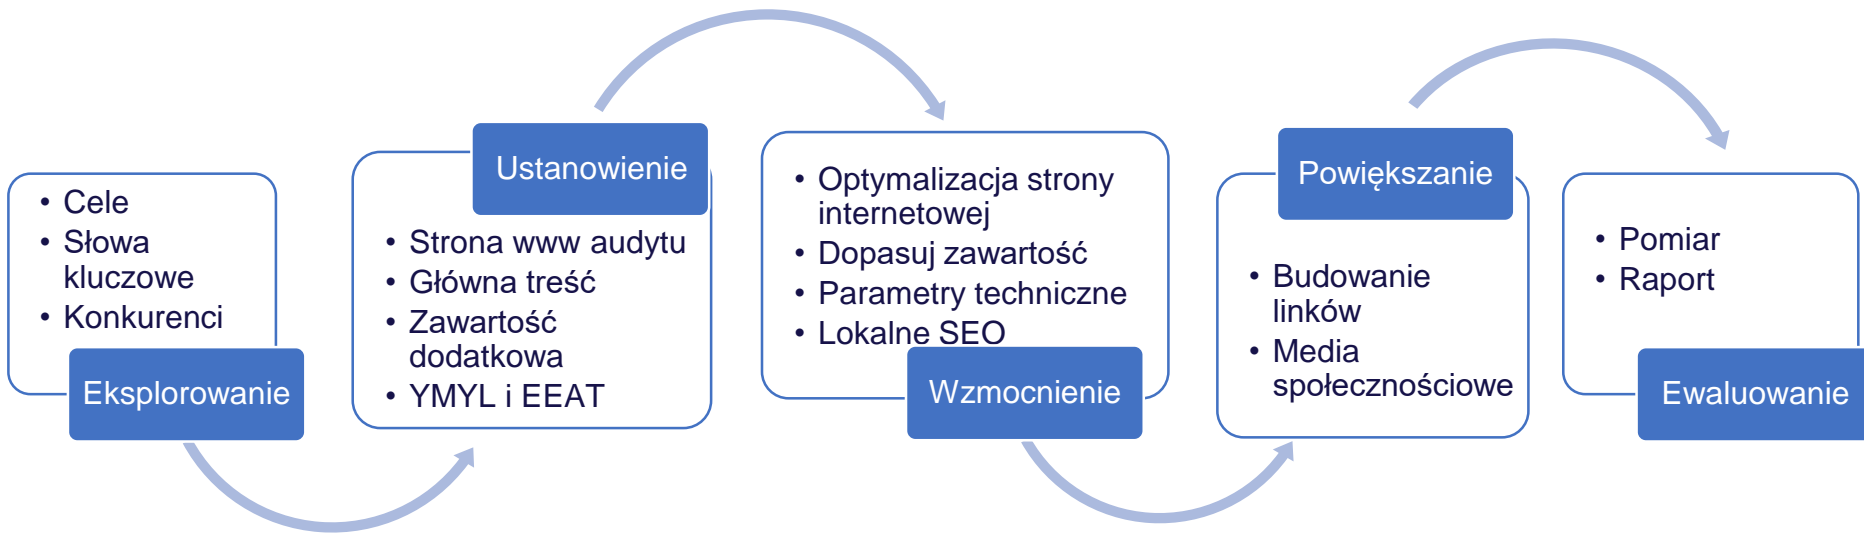 • Cele
• Słowa
kluczowe
• Konkurenci
Eksplorowanie
Ustanowienie
• Strona www audytu
• Główna treść
• Zawartość
dodatkowa
• YMYL i EEAT
• Optymalizacja strony
internetowej
• Dopasuj zawartość
• Parametry techniczne
• Lokalne SEO
Wzmocnienie
Powiększanie
• Budowanie
linków
• Media
społecznościowe
• Pomiar
• Raport
Ewaluowanie